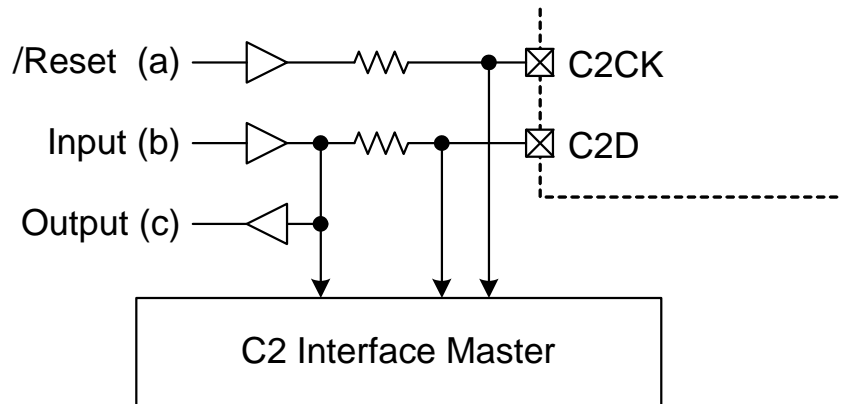 /Reset (a)
C2CK
Input (b)
C2D
Output (c)
C2 Interface Master